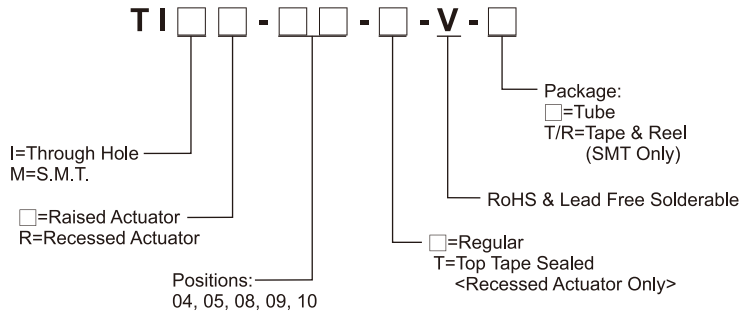 TI□□-□□-□-V-□
Package:
□=Tube
T/R=Tape & Reel
(SMT Only)
I=Through Hole
M=S.M.T.
RoHS & Lead Free Solderable
□=Raised Actuator
R=Recessed Actuator
□=Regular
T=Top Tape Sealed
<Recessed Actuator Only>
Positions:
04, 05, 08, 09, 10